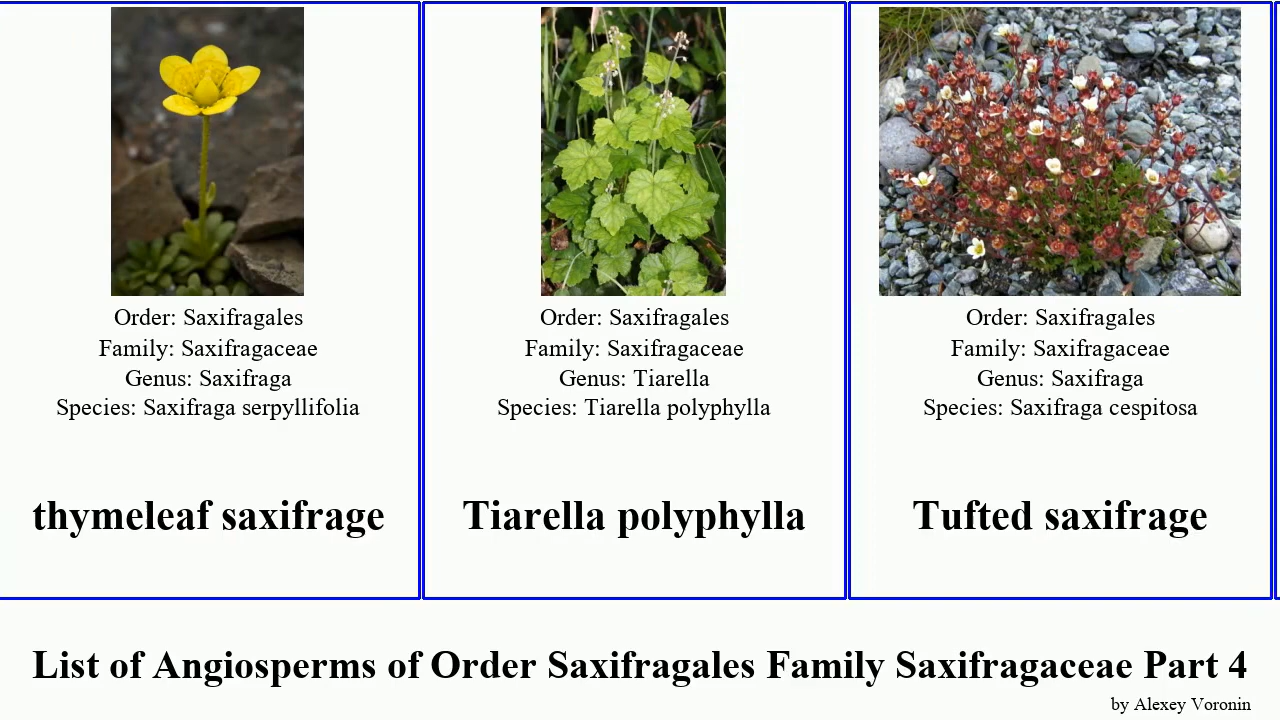 Order: Saxifragales
Family: Saxifragaceae
Genus: Saxifraga
Species: Saxifraga serpyllifolia
thymeleaf saxifrage
Order: Saxifragales
Family: Saxifragaceae
Genus: Tiarella
Species: Tiarella polyphylla
Tiarella polyphylla
Order: Saxifragales
Family: Saxifragaceae
Genus: Saxifraga
Species: Saxifraga cespitosa
Tufted saxifrage
List of Angiosperms of Order Saxifragales Family Saxifragaceae Part 4
by Alexey Voronin